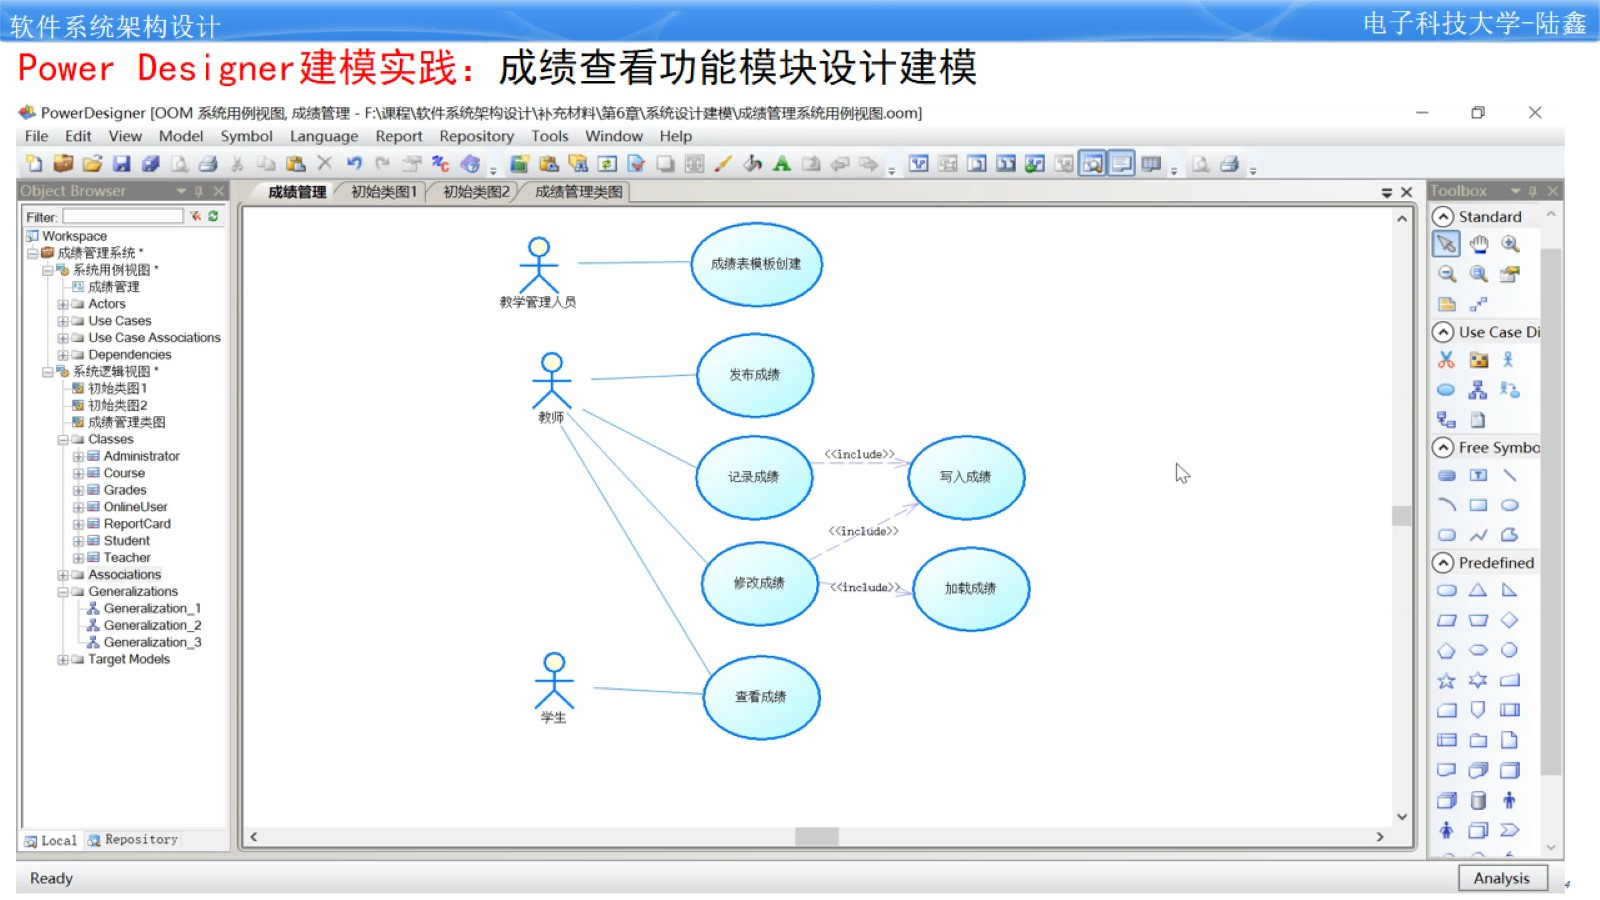 软件系统架构设计
电子科技大学-陆鑫
Power Designer建模实践：成绩查看功能模块设计建模
PowerDesigner [OOM 系统用例视图, 成绩管理 - F:\课程\软件系统架构设计\补充材料\第6章\系统设计建模\成绩管理系统用例视图.oom]
File Edit View Model Symbol Language Report Repository Tools Window Help
Object Browser
成绩管理 初始类图1 初始类图2 成绩管理类图
Toolbox
Filter:
Workspace
成绩管理系统 *
系统用例视图 *
成绩管理
Actors
Use Cases
Use Case Associations
Dependencies
系统逻辑视图 *
初始类图1
初始类图2
成绩管理类图
Classes
Administrator
Course
Grades
OnlineUser
ReportCard
Student
Teacher
Associations
Generalizations
Generalization_1
Generalization_2
Generalization_3
Target Models
Local Repository
成绩表模板创建
教学管理人员
发布成绩
教师
<<include>>
记录成绩
写入成绩
<<include>>
修改成绩
<<include>>
加载成绩
查看成绩
学生
Standard
Use Case Di
Free Symbo
Predefined
Ready
Analysis
4